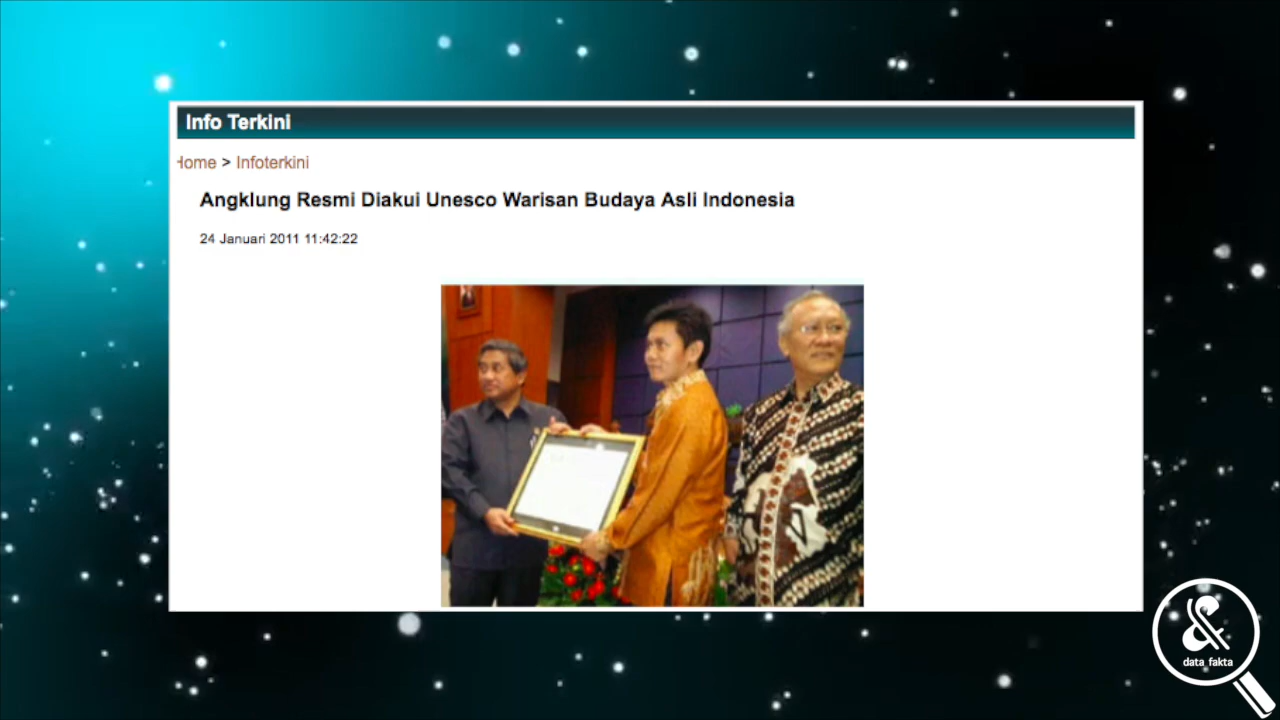 Info Terkini
Home > Infoterkini
Angklung Resmi Diakui Unesco Warisan Budaya Asli Indonesia
24 Januari 2011 11:42:22
&
data_fakta